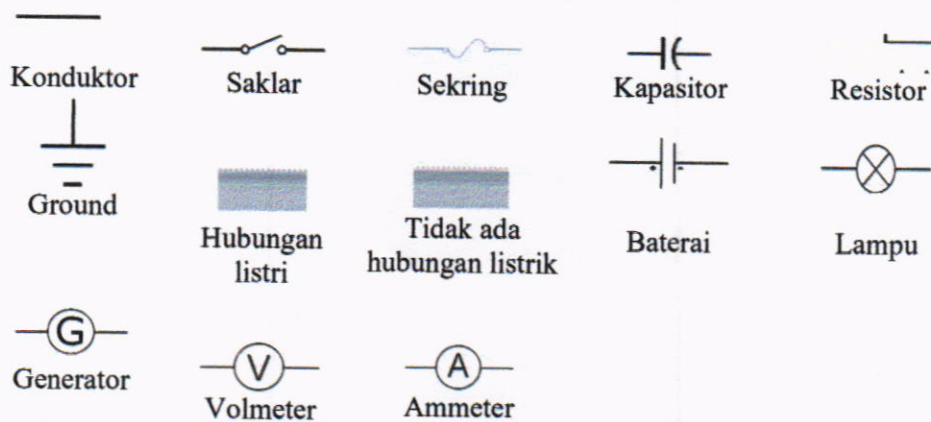 Konduktor
Saklar
Sekring
Kapasitor
Resistor
Ground
Hubungan
listri
Tidak ada
hubungan listrik
Baterai
Lampu
G
Generator
V
Volmeter
A
Ammeter